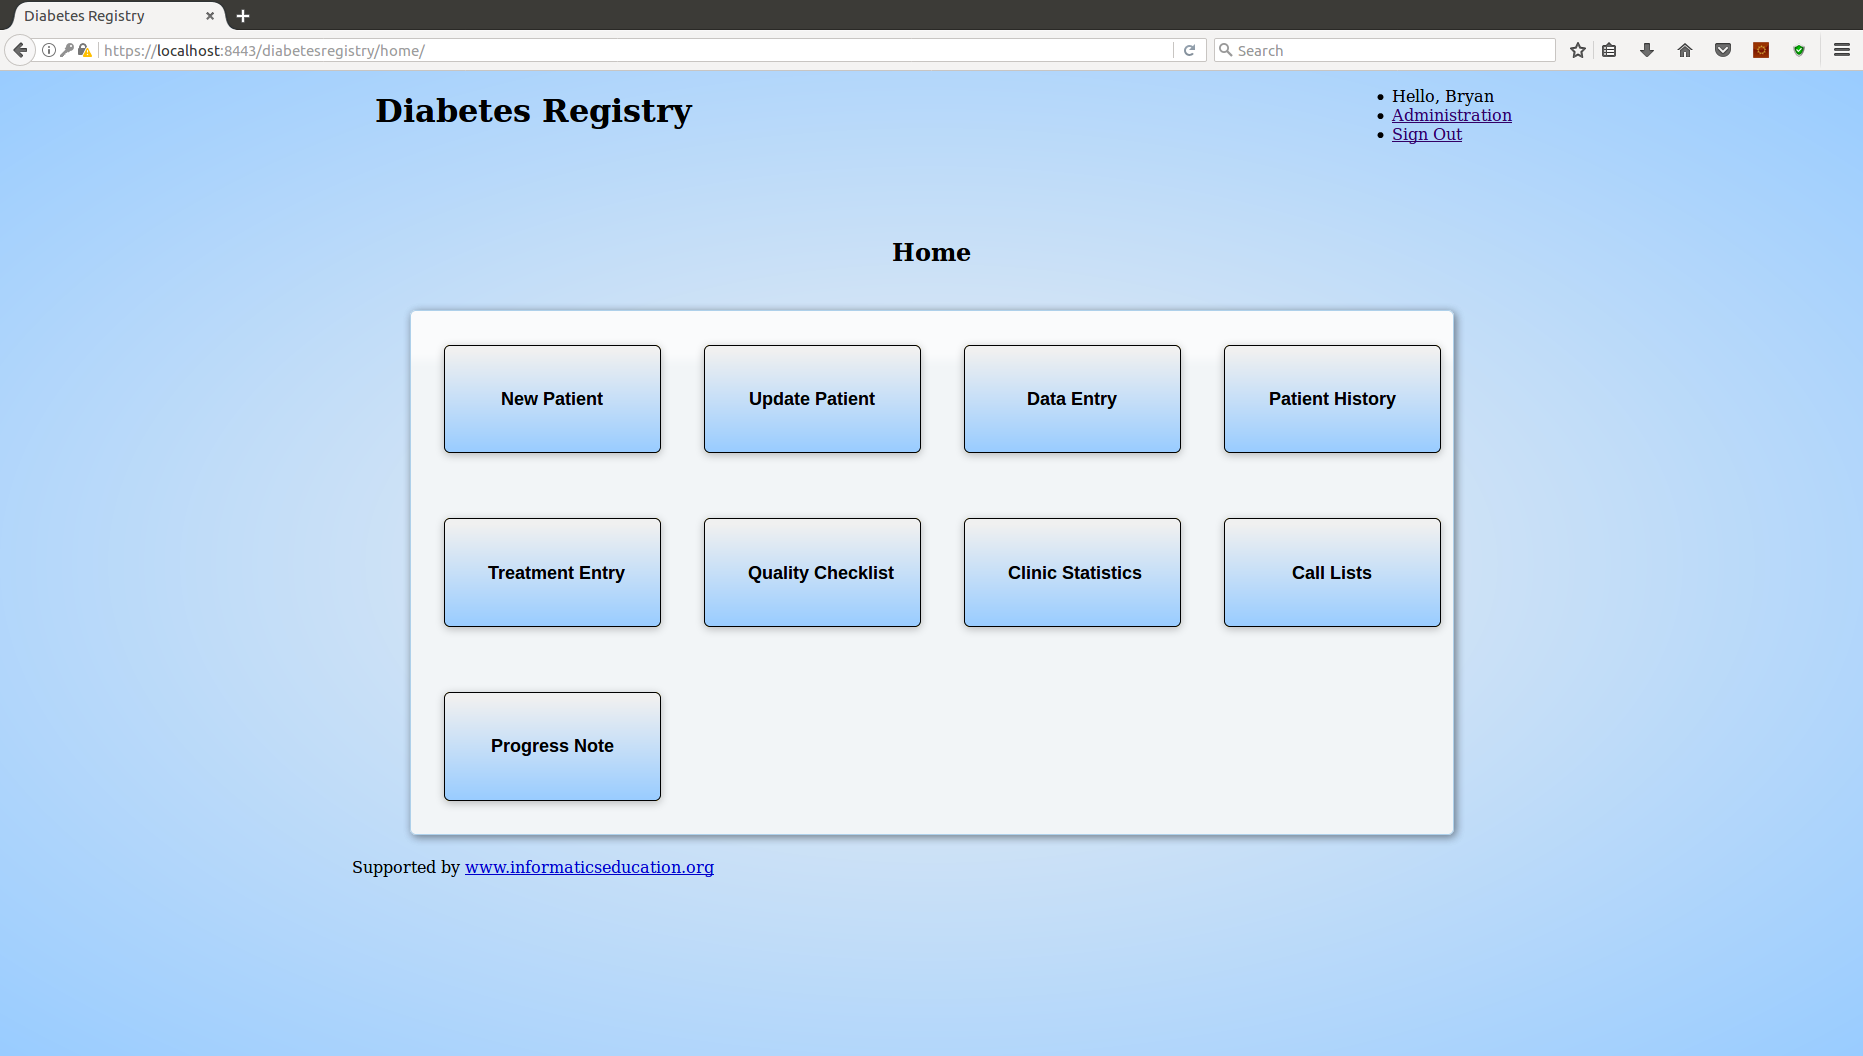 Diabetes Registry
https://localhost:8443/diabetesregistry/home/
Search
Diabetes Registry
Hello, Bryan
Administration
Sign Out
Home
New Patient
Update Patient
Data Entry
Patient History
Treatment Entry
Quality Checklist
Clinic Statistics
Call Lists
Progress Note
Supported by www.informaticseducation.org